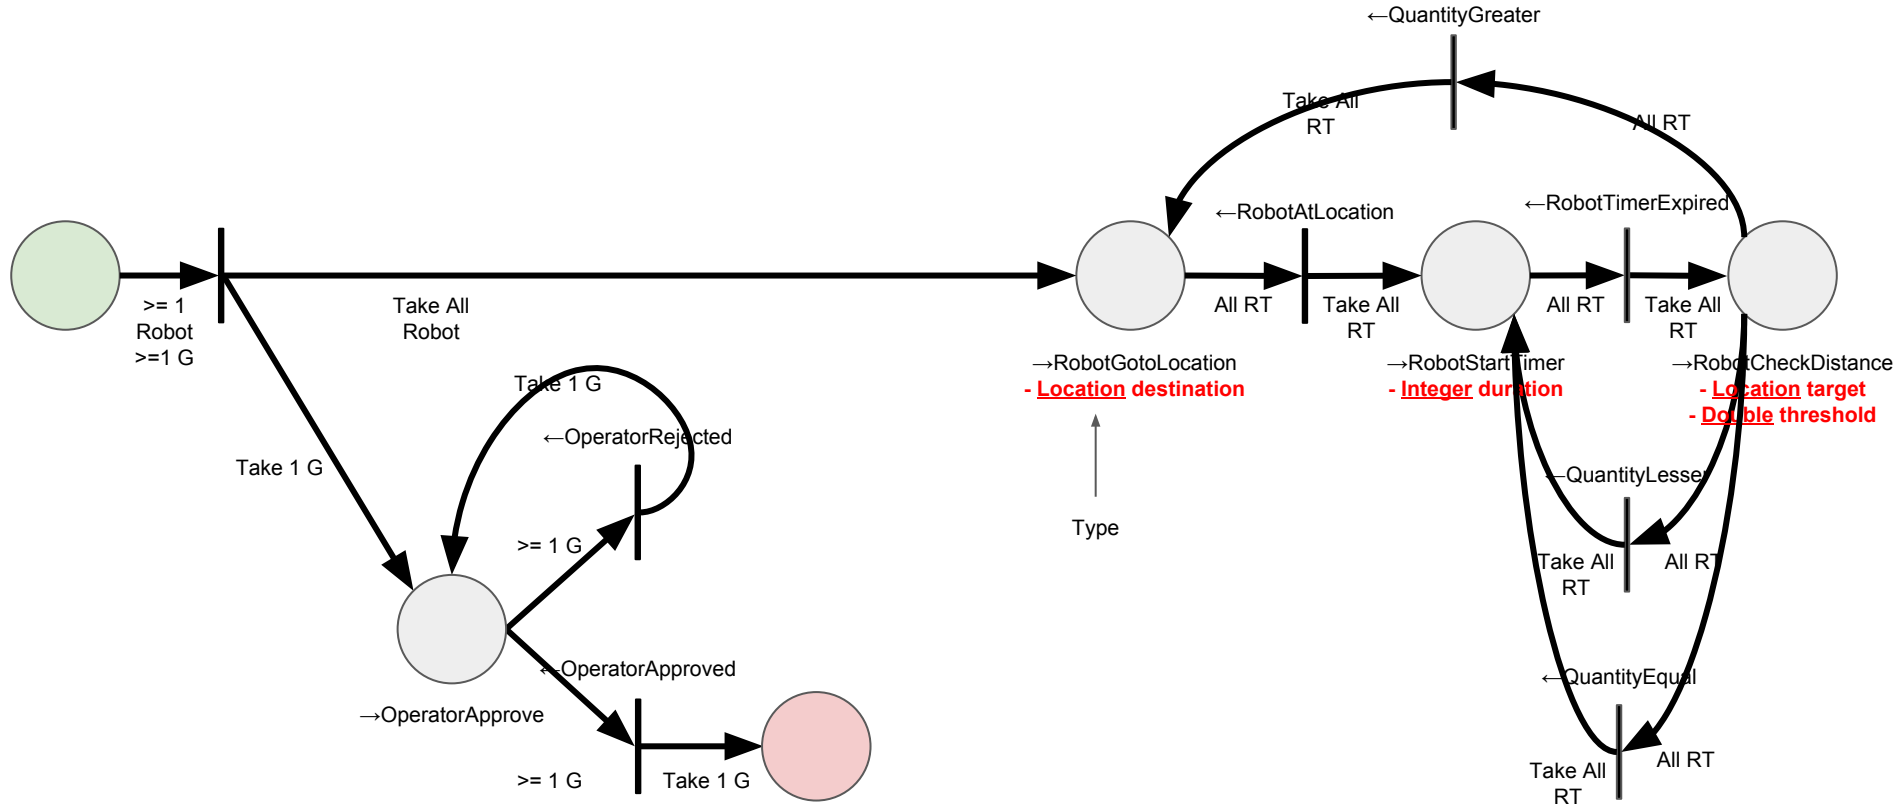 ←QuantityGreater
Take All
RT
All RT
←RobotAtLocation
←RobotTimerExpired
>= 1
Robot
>=1 G
Take All
Robot
All RT
Take All
RT
All RT
Take All
RT
→RobotGotoLocation
- Location destination
→RobotStartTimer
- Integer duration
→RobotCheckDistance
- Location target
- Double threshold
Take 1 G
←OperatorRejected
Take 1 G
>= 1 G
Type
←QuantityLesser
Take All
RT
All RT
←OperatorApproved
→OperatorApprove
>= 1 G
Take 1 G
←QuantityEqual
Take All
RT
All RT